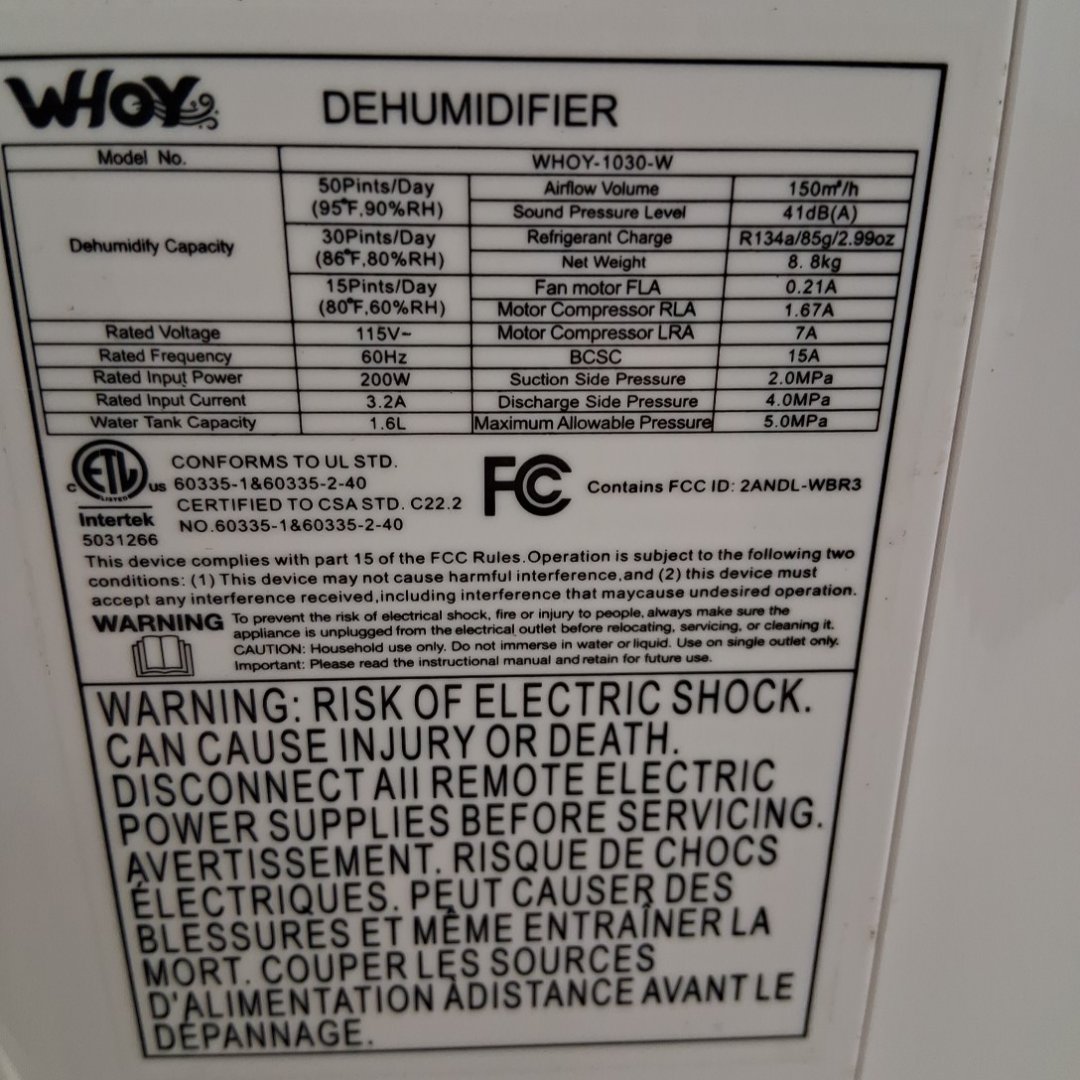 WHOY DEHUMIDIFIER
Model No. WHOY-1030-W
Dehumidify Capacity
50Pints/Day
(95°F,90%RH)
30Pints/Day
(86°F,80%RH)
15Pints/Day
(80°F,60%RH)
Airflow Volume 150m³/h
Sound Pressure Level 41dB(A)
Refrigerant Charge R134a/85g/2.99oz
Net Weight 8.8kg
Fan motor FLA 0.21A
Motor Compressor RLA 1.67A
Rated Voltage 115V~ Motor Compressor LRA 7A
Rated Frequency 60Hz BCSC 15A
Rated Input Power 200W Suction Side Pressure 2.0MPa
Rated Input Current 3.2A Discharge Side Pressure 4.0MPa
Water Tank Capacity 1.6L Maximum Allowable Pressure 5.0MPa
C ETL US
LISTED
Intertek
5031266
CONFORMS TO UL STD.
60335-1&60335-2-40
CERTIFIED TO CSA STD. C22.2
NO.60335-1&60335-2-40
FC Contains FCC ID: 2ANDL-WBR3
This device complies with part 15 of the FCC Rules.Operation is subject to the following two
conditions: (1) This device may not cause harmful interference,and (2) this device must
accept any interference received,including interference that maycause undesired operation.
WARNING To prevent the risk of electrical shock, fire or injury to people, always make sure the
appliance is unplugged from the electrical outlet before relocating, servicing, or cleaning it.
CAUTION: Household use only. Do not immerse in water or liquid. Use on single outlet only.
Important: Please read the instructional manual and retain for future use.
WARNING: RISK OF ELECTRIC SHOCK.
CAN CAUSE INJURY OR DEATH.
DISCONNECT All REMOTE ELECTRIC
POWER SUPPLIES BEFORE SERVICING.
AVERTISSEMENT. RISQUE DE CHOCS
ÉLECTRIQUES. PEUT CAUSER DES
BLESSURES ET MÊME ENTRAÎNER LA
MORT. COUPER LES SOURCES
D'ALIMENTATION ÀDISTANCE AVANT LE
DÉPANNAGE.